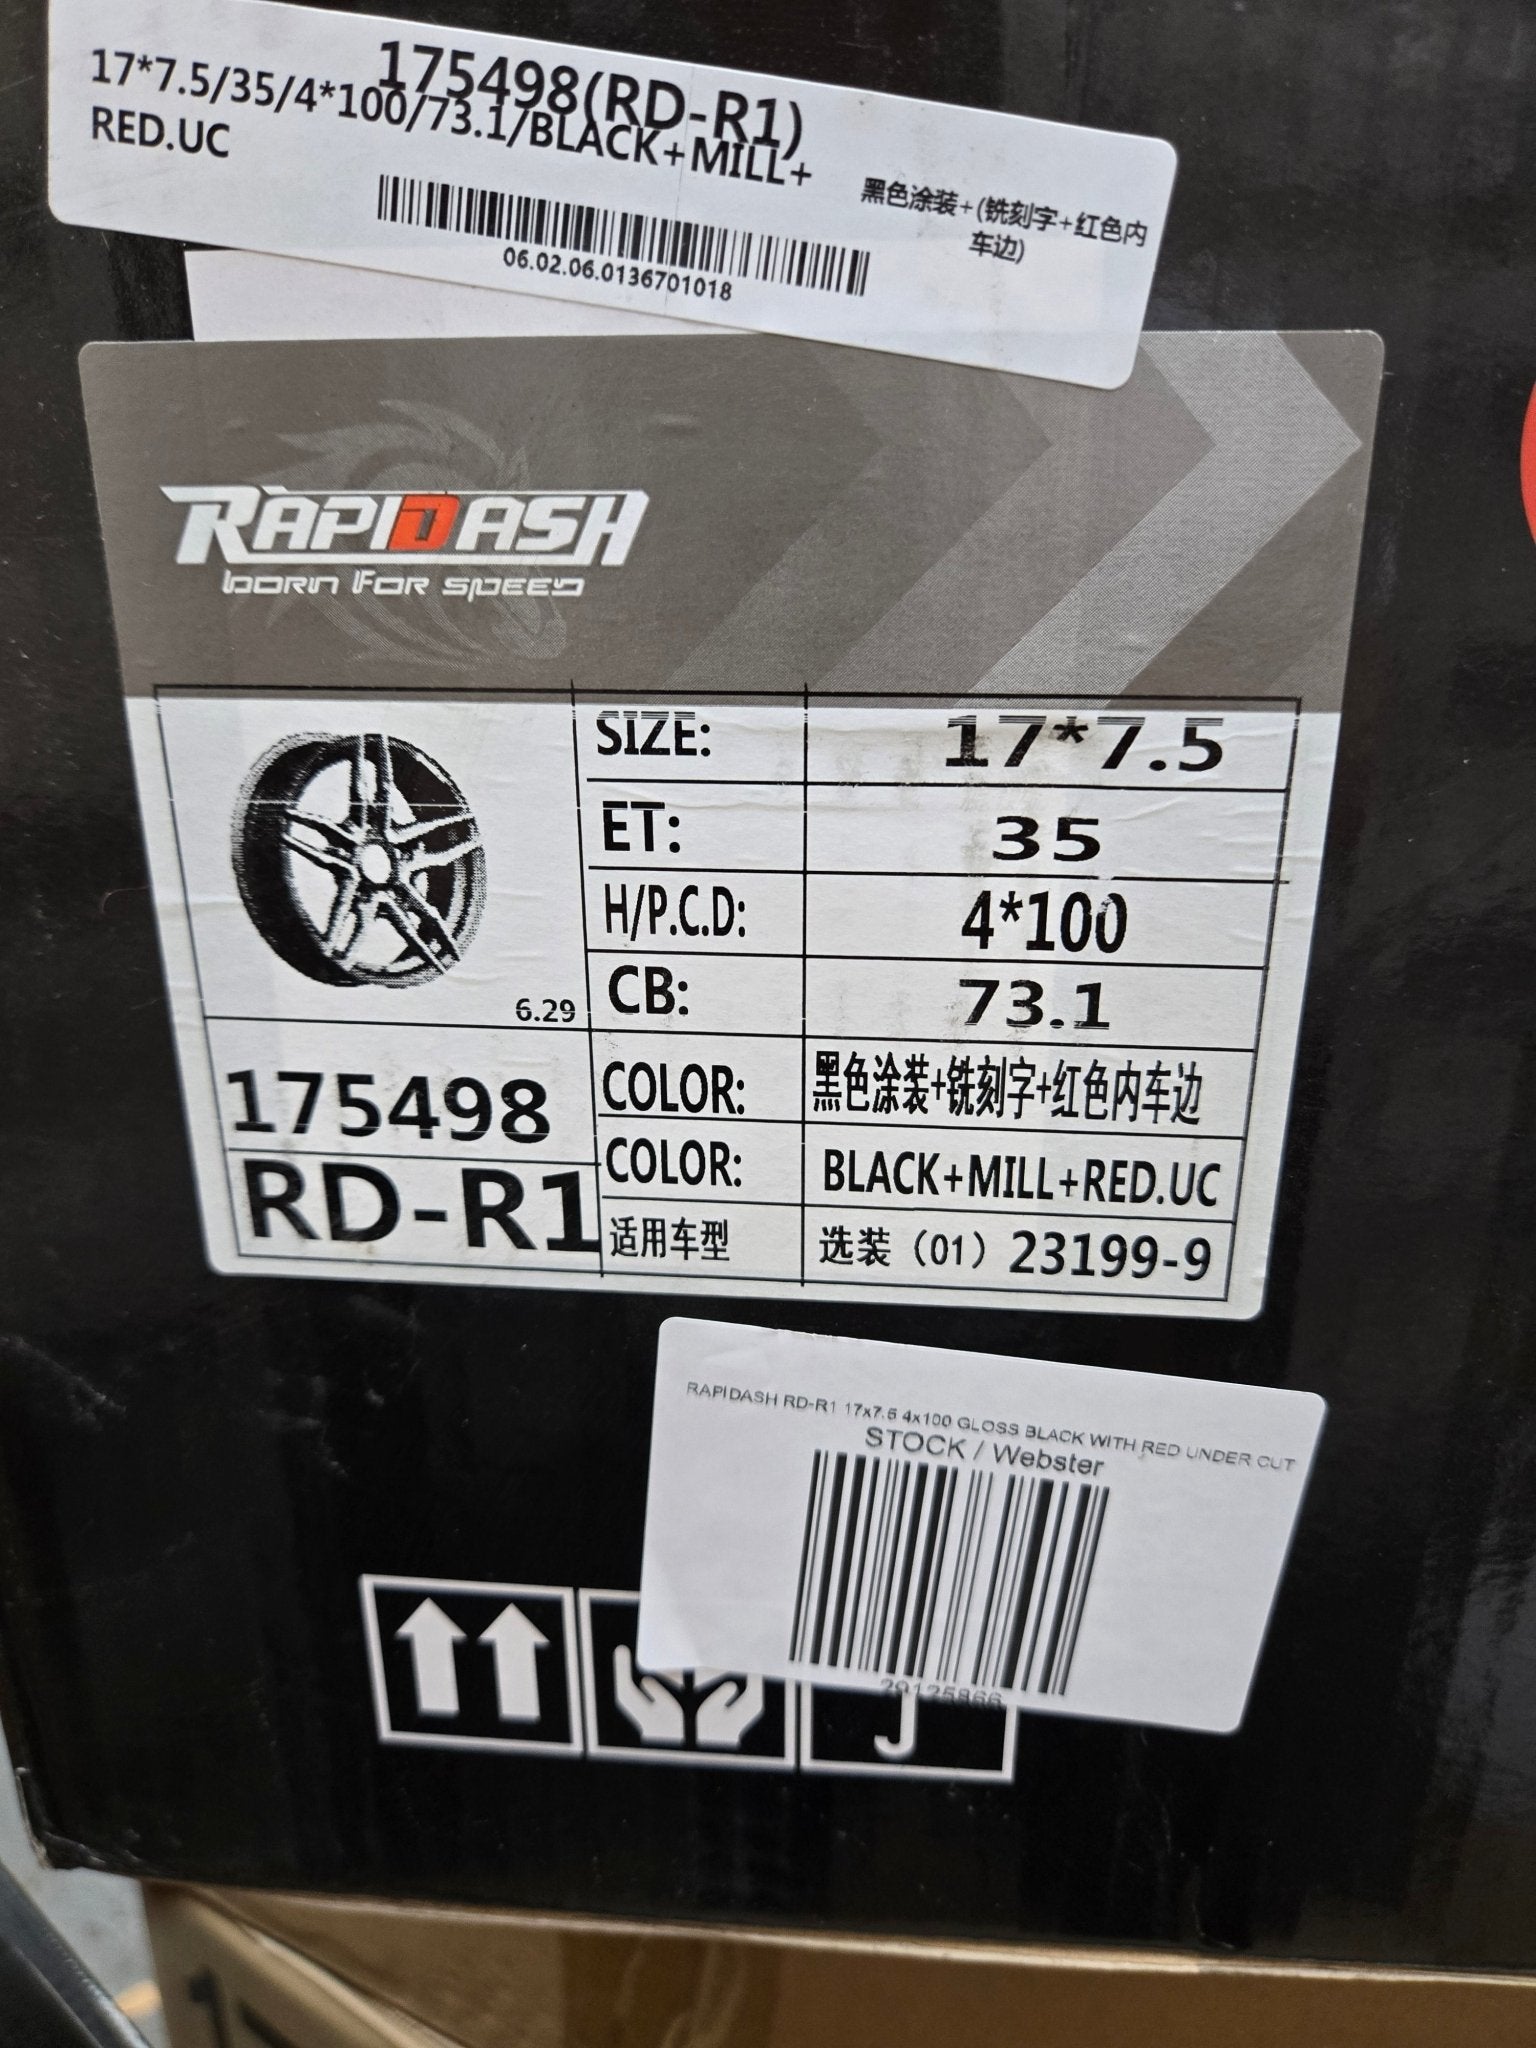 175498(RD-R1)
17*7.5/35/4*100/73.1/BLACK+MILL+
RED.UC
黑色涂装+(铣刻字+红色内
车边)
06.02.06.0136701018
RAPIDASH
BORN FOR SPEED
SIZE: 17*7.5
ET: 35
H/P.C.D: 4*100
CB: 73.1
6.29
COLOR: 黑色涂装+铣刻字+红色内车边
175498
COLOR: BLACK+MILL+RED.UC
RD-R1
适用车型 选装（01）23199-9
RAPIDASH RD-R1 17x7.5 4x100 GLOSS BLACK WITH RED UNDER CUT
STOCK / Webster
29125866